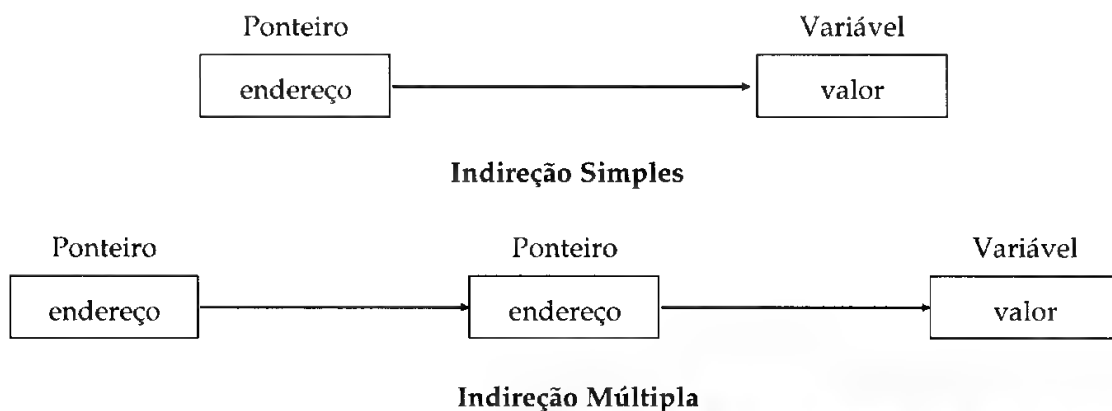 Ponteiro Variável
endereço valor
Indireção Simples
Ponteiro Ponteiro Variável
endereço endereço valor
Indireção Múltipla